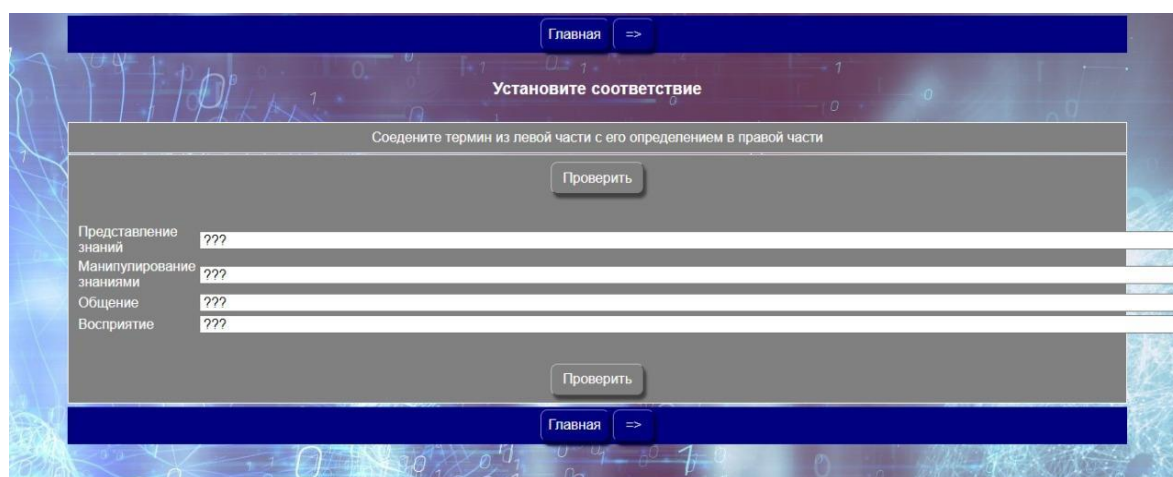 Главная =>
Установите соответствие
Соедените термин из левой части с его определением в правой части
Проверить
Представление
знаний
???
Манипулирование
знаниями
???
Общение ???
Восприятие ???
Проверить
Главная =>